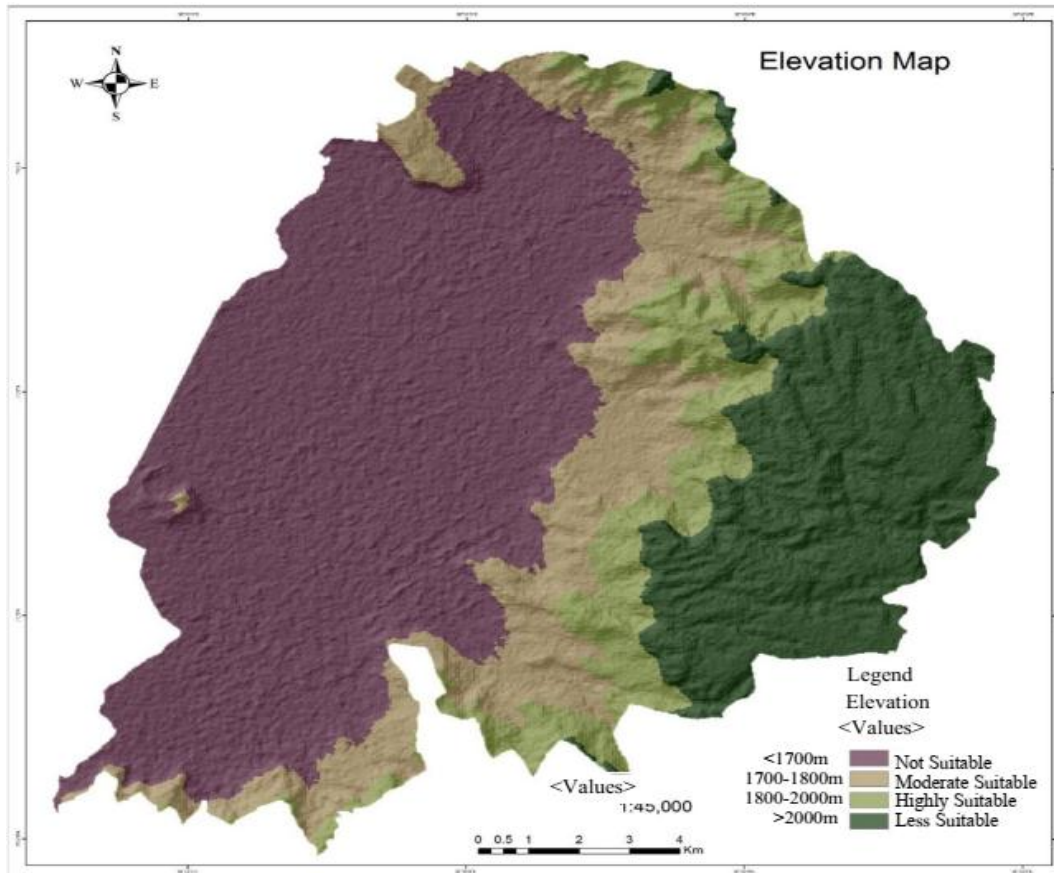 Elevation Map
N
W E
S
Legend
Elevation
<Values>
<1700m Not Suitable
1700-1800m Moderate Suitable
1800-2000m Highly Suitable
>2000m Less Suitable
<Values>
1:45,000
0 0.5 1 2 3 4
Km